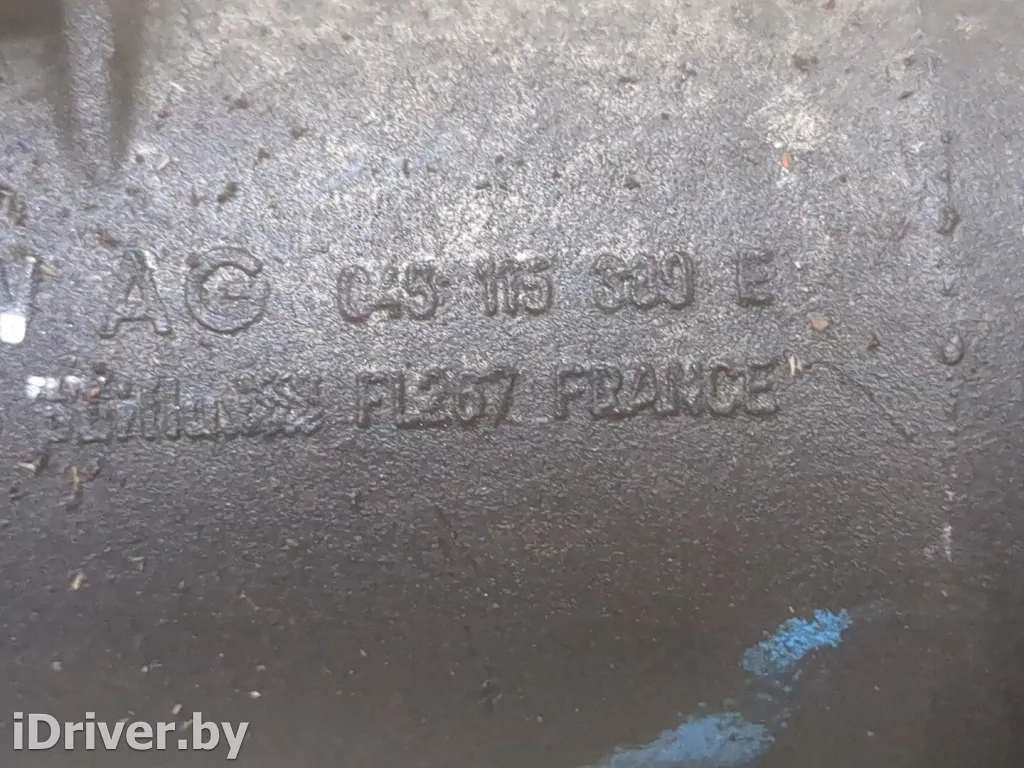 AG 045 115 389 E
FL267 FRANCE
iDriver.by